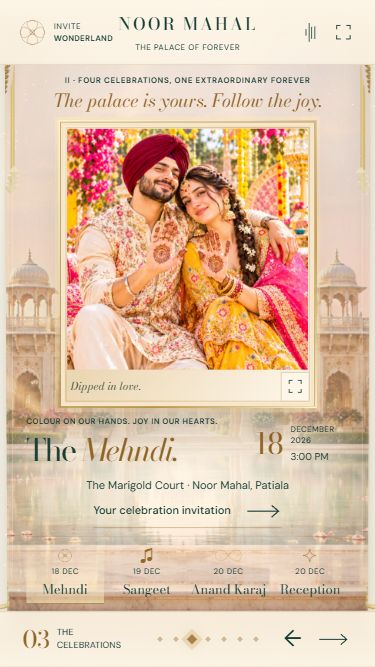 INVITE
WONDERLAND
NOOR MAHAL
THE PALACE OF FOREVER
II · FOUR CELEBRATIONS, ONE EXTRAORDINARY FOREVER
The palace is yours. Follow the joy.
Dipped in love.
COLOUR ON OUR HANDS. JOY IN OUR HEARTS.
The Mehndi.
18
DECEMBER
2026
3:00 PM
The Marigold Court · Noor Mahal, Patiala
Your celebration invitation
18 DEC
Mehndi
19 DEC
Sangeet
20 DEC
Anand Karaj
20 DEC
Reception
03
THE
CELEBRATIONS